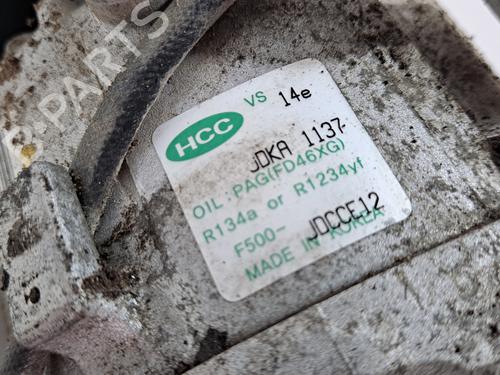 PARTS
HCC
VS 14e
JDKA 1137
OIL : PAG(FD46XG)
R134a or R1234yf
F500- JDCCE12
MADE IN KOREA